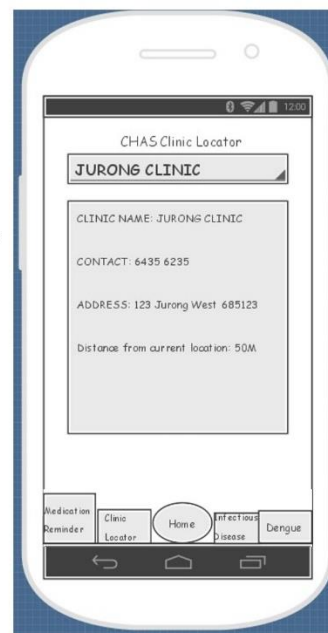 12:00
CHAS Clinic Locator
JURONG CLINIC
CLINIC NAME: JURONG CLINIC
CONTACT: 6435 6235
ADDRESS: 123 Jurong West 685123
Distance from current location: 50M
Medication
Reminder
Clinic
Locator
Home
Infectious
Disease
Dengue